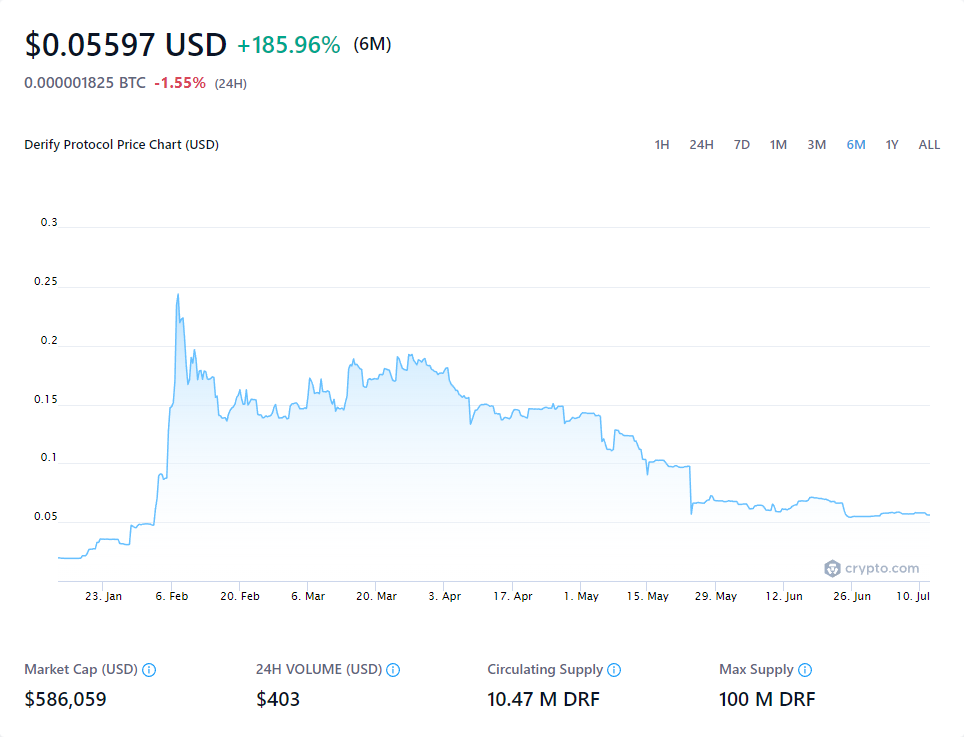 $0.05597 USD +185.96% (6M)
0.000001825 BTC -1.55% (24H)
Derify Protocol Price Chart (USD) 1H 24H 7D 1M 3M 6M 1Y ALL
0.3
0.25
0.2
0.15
0.1
0.05
crypto.com
23. Jan 6. Feb 20. Feb 6. Mar 20. Mar 3. Apr 17. Apr 1. May 15. May 29. May 12. Jun 26. Jun 10. Jul
Market Cap (USD) 24H VOLUME (USD) Circulating Supply Max Supply
$586,059 $403 10.47 M DRF 100 M DRF